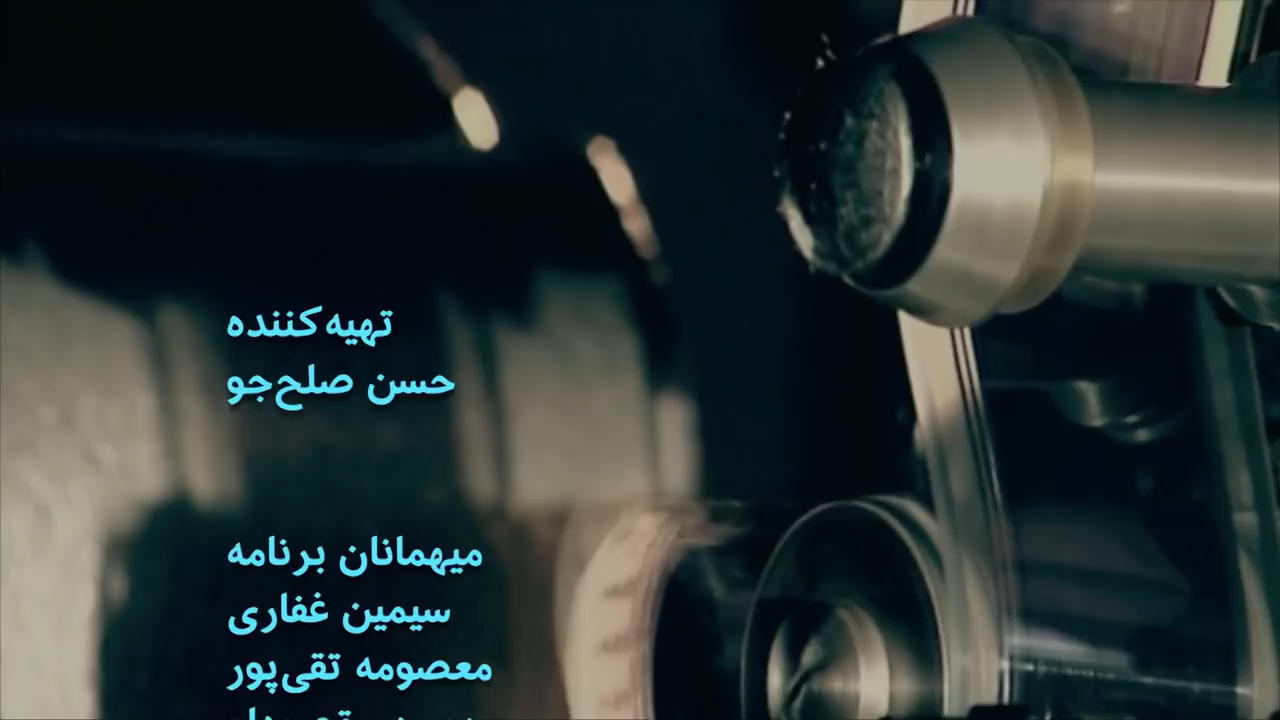 تهیه‌کننده
حسن صلح‌جو
میهمانان برنامه
سیمین غفاری
معصومه تقی‌پور